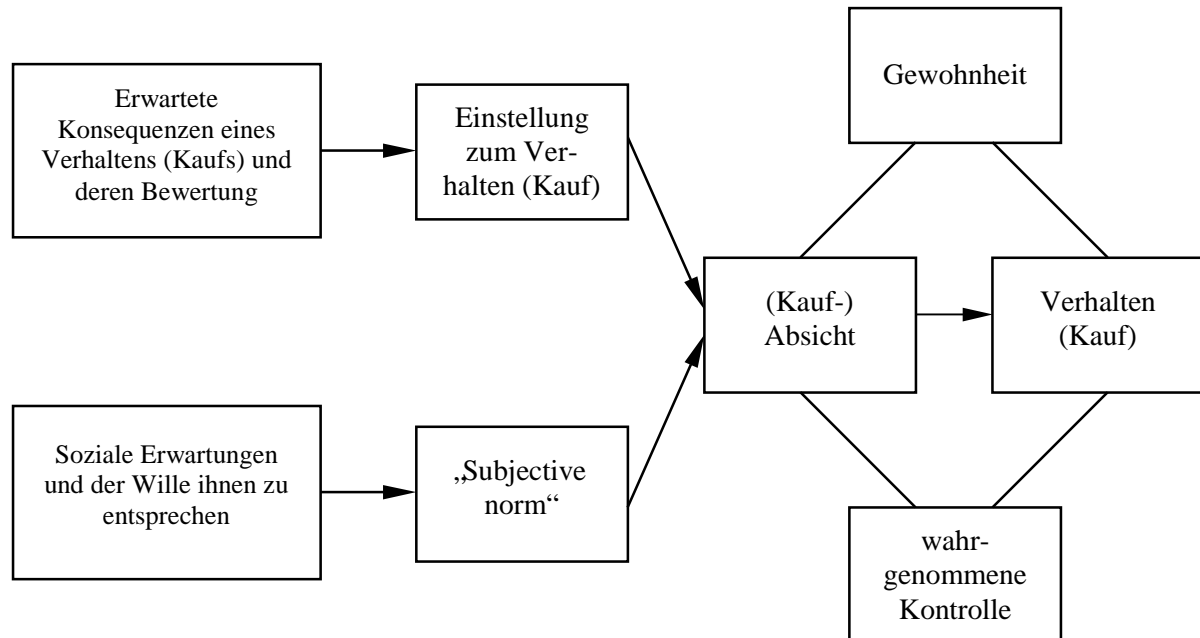 Gewohnheit
Erwartete
Konsequenzen eines
Verhaltens (Kaufs) und
deren Bewertung
Einstellung
zum Ver-
halten (Kauf)
(Kauf-)
Absicht
Verhalten
(Kauf)
Soziale Erwartungen
und der Wille ihnen zu
entsprechen
„Subjective
norm“
wahr-
genommene
Kontrolle